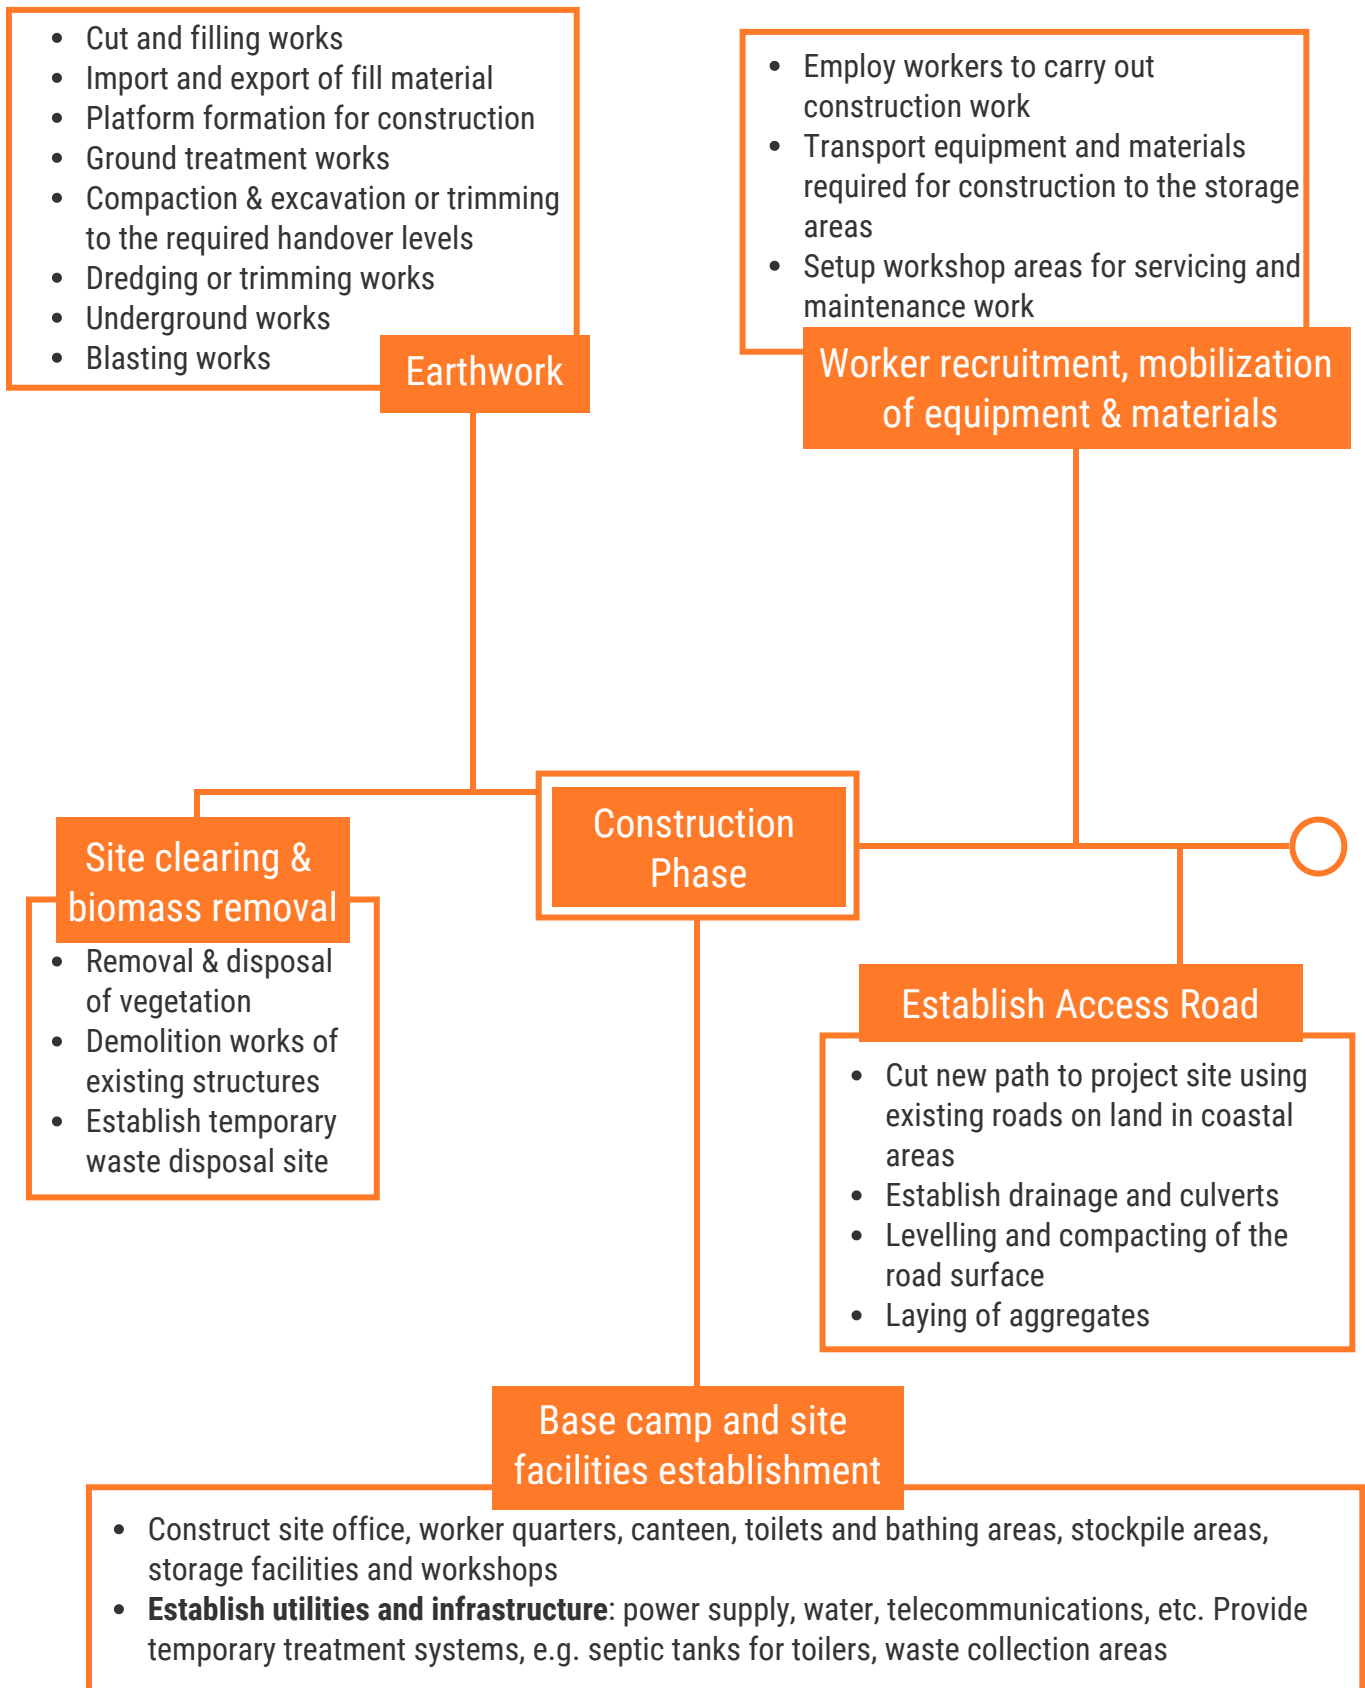 • Cut and filling works
• Import and export of fill material
• Platform formation for construction
• Ground treatment works
• Compaction & excavation or trimming
to the required handover levels
• Dredging or trimming works
• Underground works
• Blasting works
Earthwork
• Employ workers to carry out
construction work
• Transport equipment and materials
required for construction to the storage
areas
• Setup workshop areas for servicing and
maintenance work
Worker recruitment, mobilization
of equipment & materials
Construction
Phase
Site clearing &
biomass removal
• Removal & disposal
of vegetation
• Demolition works of
existing structures
• Establish temporary
waste disposal site
Establish Access Road
• Cut new path to project site using
existing roads on land in coastal
areas
• Establish drainage and culverts
• Levelling and compacting of the
road surface
• Laying of aggregates
Base camp and site
facilities establishment
• Construct site office, worker quarters, canteen, toilets and bathing areas, stockpile areas,
storage facilities and workshops
• Establish utilities and infrastructure: power supply, water, telecommunications, etc. Provide
temporary treatment systems, e.g. septic tanks for toilers, waste collection areas